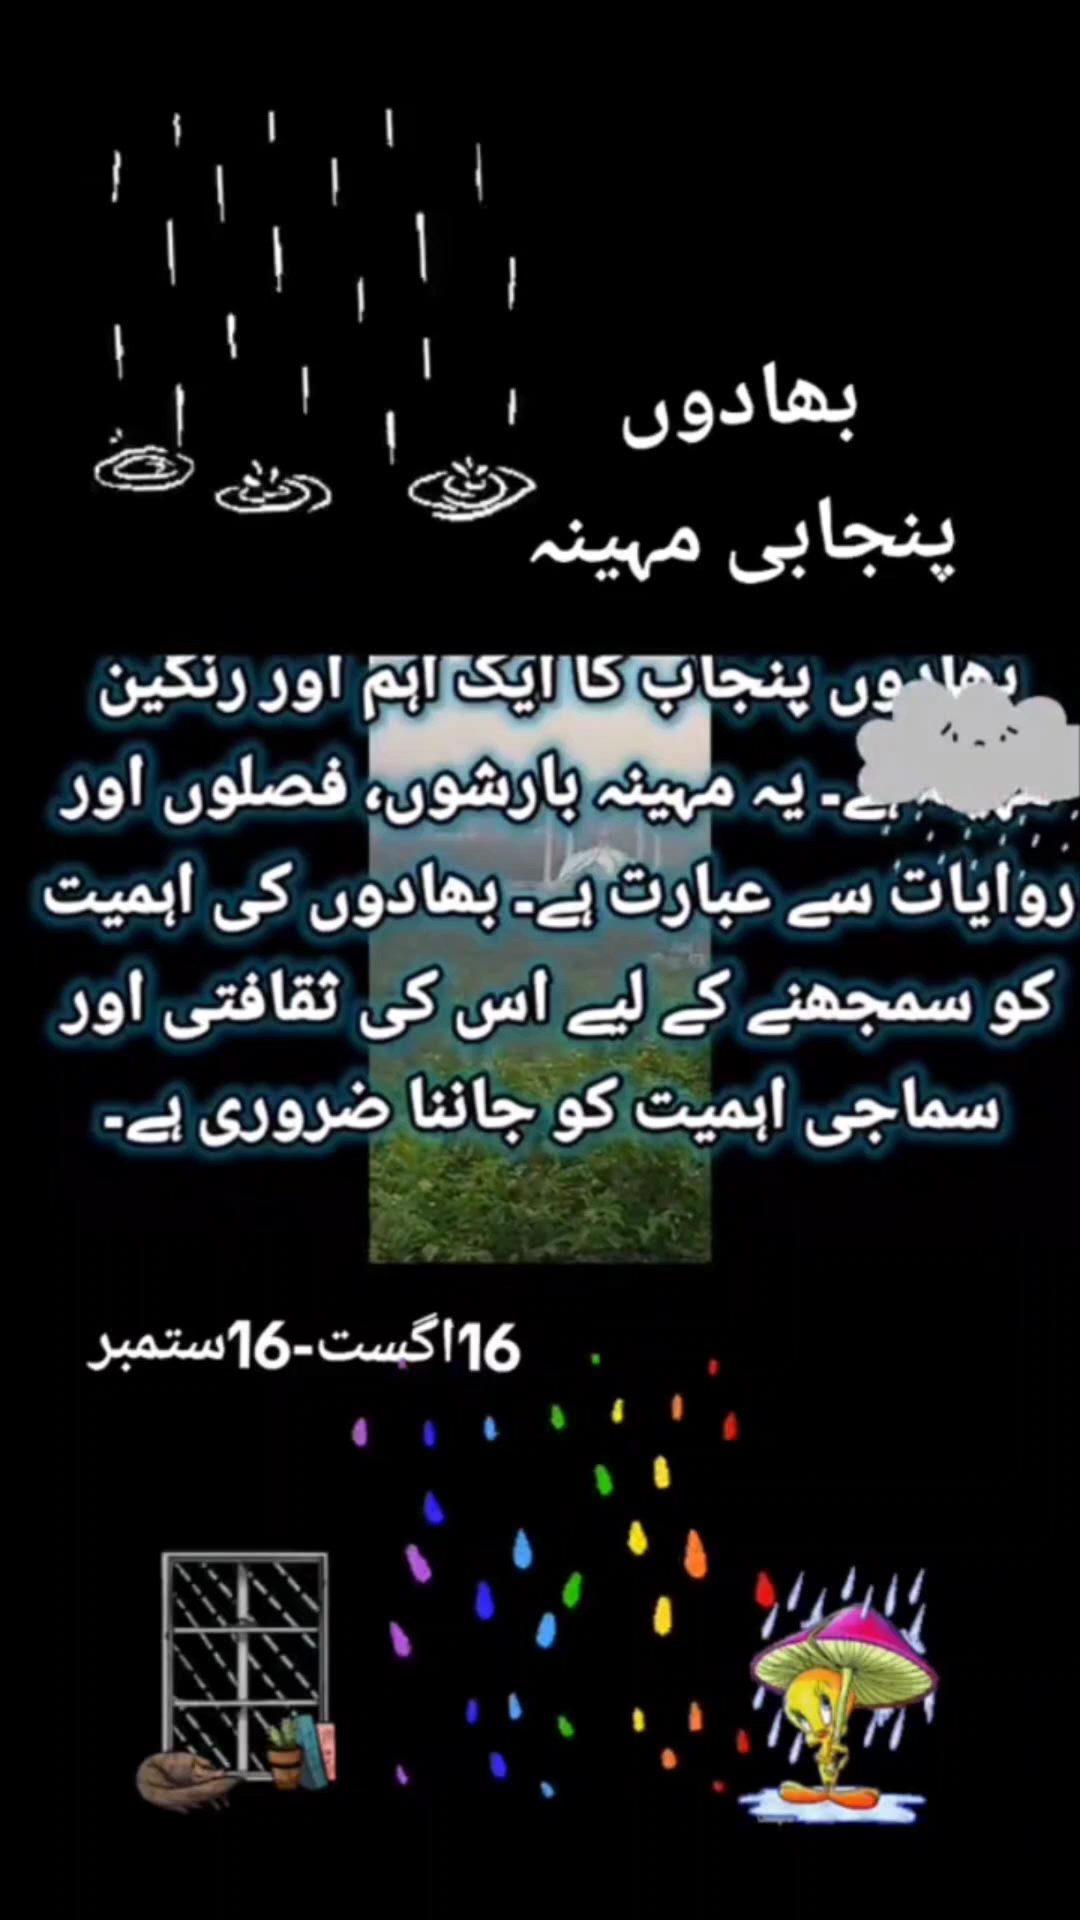 بھادوں
پنجابی مہینہ
بھادوں پنجاب کا ایک اہم اور رنگین
مہینہ ہے۔ یہ مہینہ بارشوں، فصلوں اور
روایات سے عبارت ہے۔ بھادوں کی اہمیت
کو سمجھنے کے لیے اس کی ثقافتی اور
سماجی اہمیت کو جاننا ضروری ہے۔
16اگست-16ستمبر